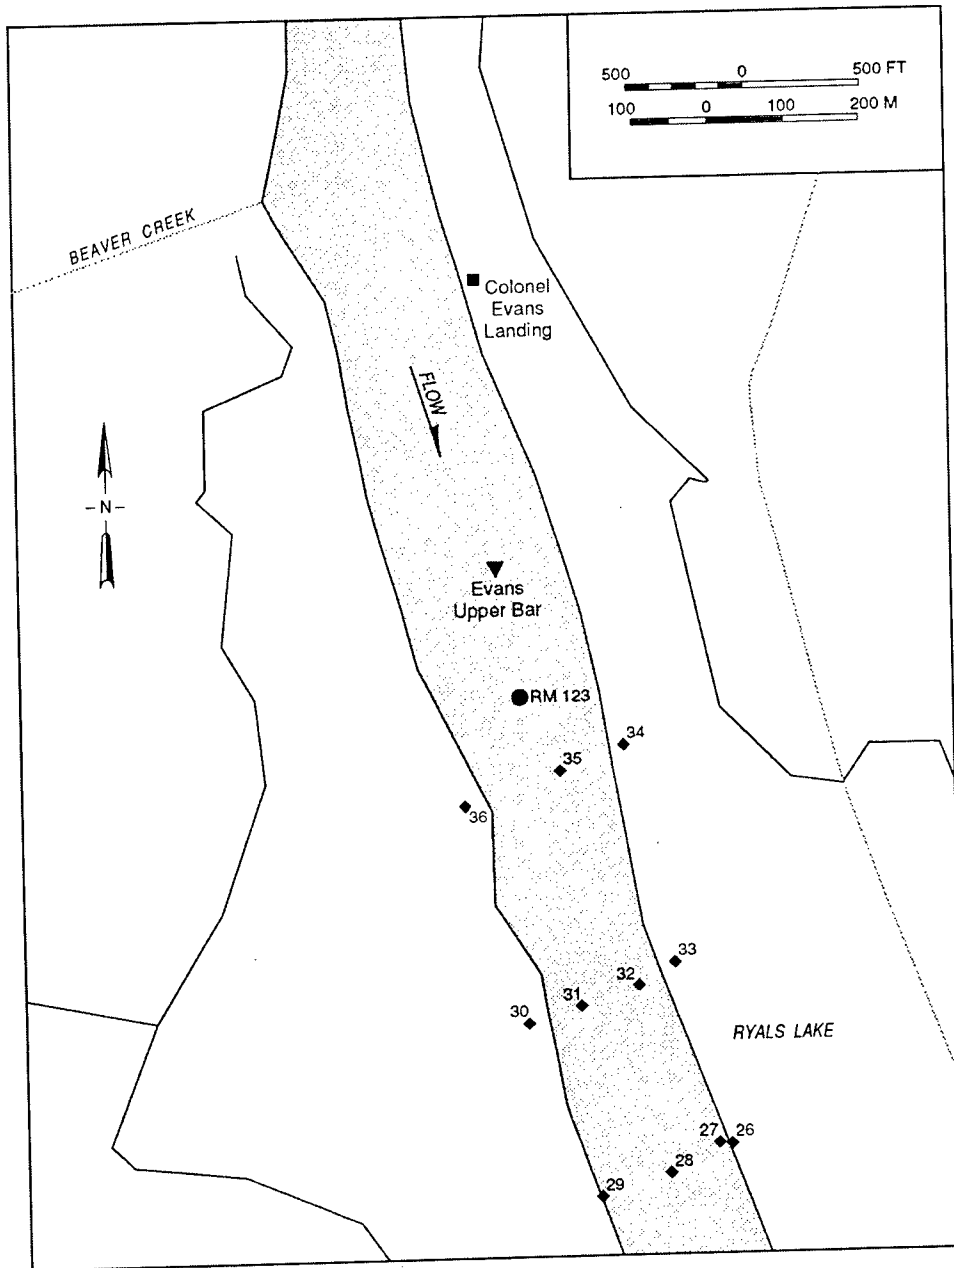 500 0 500 FT
100 0 100 200 M
BEAVER CREEK
Colonel
Evans
Landing
FLOW
-N-
Evans
Upper Bar
RM 123
34
35
36
33
32
31
30
RYALS LAKE
27 26
28
29